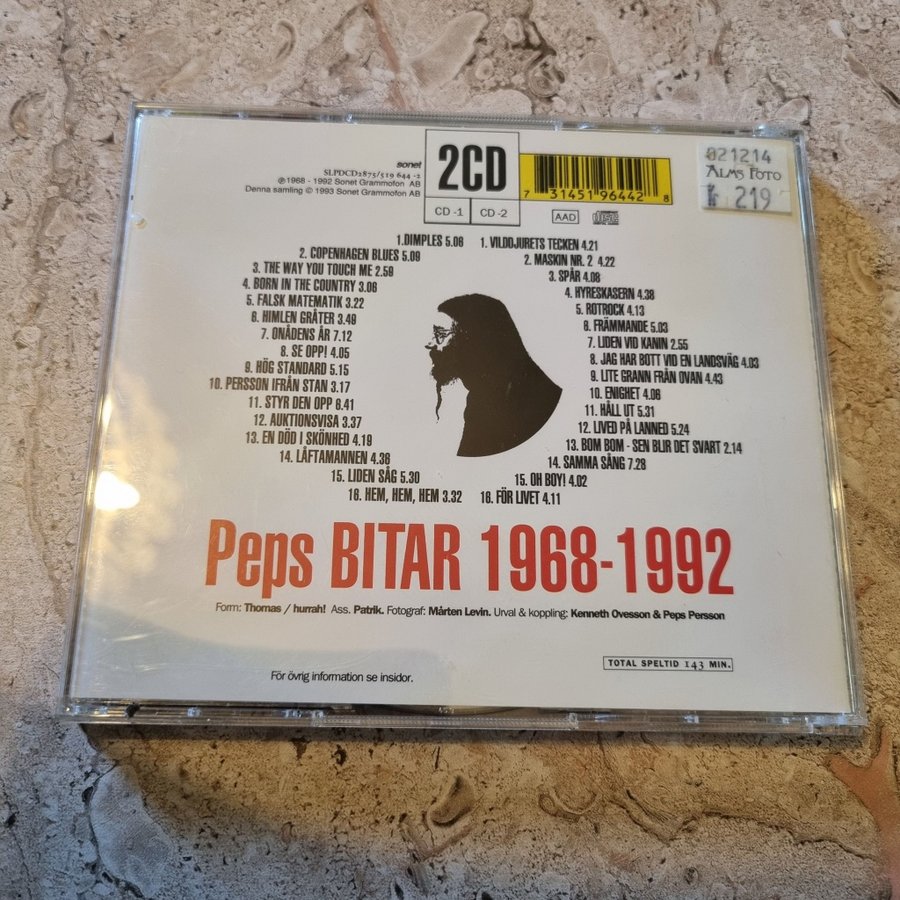 sonet
SLPDCD2875/519 644 -2
℗ 1968 - 1992 Sonet Grammofon AB
Denna samling © 1993 Sonet Grammofon AB
2CD
CD -1
CD -2
7 31451 96442 8
AAD
021214
ALMS FOTO
kr 219
1.DIMPLES 5.08
2. COPENHAGEN BLUES 5.09
3. THE WAY YOU TOUCH ME 2.59
4. BORN IN THE COUNTRY 3.06
5. FALSK MATEMATIK 3.22
6. HIMLEN GRÅTER 3.49
7. ONÅDENS ÅR 7.12
8. SE OPP! 4.05
9. HÖG STANDARD 5.15
10. PERSSON IFRÅN STAN 3.17
11. STYR DEN OPP 6.41
12. AUKTIONSVISA 3.37
13. EN DÖD I SKÖNHED 4.19
14. LÅFTAMANNEN 4.36
15. LIDEN SÅG 5.30
16. HEM, HEM, HEM 3.32
1. VILDDJURETS TECKEN 4.21
2. MASKIN NR. 2 4.22
3. SPÅR 4.08
4. HYRESKASERN 4.38
5. ROTROCK 4.13
6. FRÄMMANDE 5.03
7. LIDEN VID KANIN 2.55
8. JAG HAR BOTT VID EN LANDSVÄG 4.03
9. LITE GRANN FRÅN OVAN 4.43
10. ENIGHET 4.06
11. HÅLL UT 5.31
12. LIVED PÅ LANNED 5.24
13. BOM BOM - SEN BLIR DET SVART 2.14
14. SAMMA SÅNG 7.28
15. OH BOY! 4.02
16. FÖR LIVET 4.11
Peps BITAR 1968-1992
Form: Thomas / hurrah! Ass. Patrik. Fotograf: Mårten Levin. Urval & koppling: Kenneth Ovesson & Peps Persson
TOTAL SPELTID 143 MIN.
För övrig information se insidor.